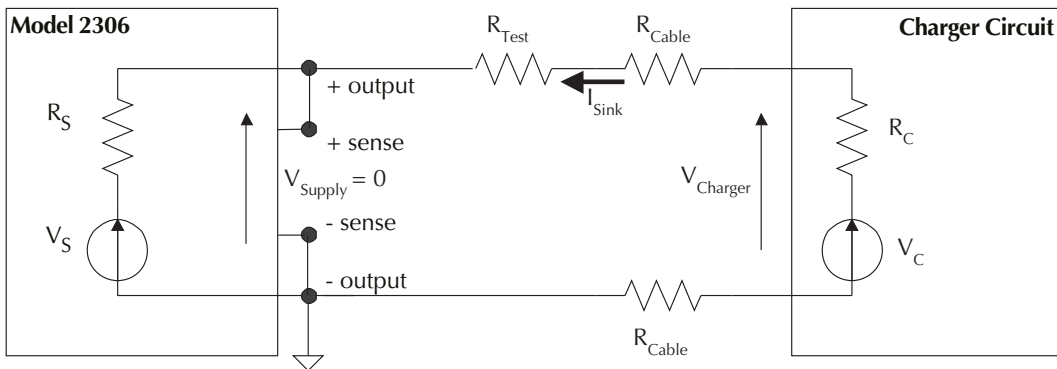 Model 2306
R_Test
R_Cable
Charger Circuit
+ output
I_Sink
R_S
+ sense
R_C
V_Supply = 0
V_Charger
- sense
V_S
V_C
- output
R_Cable